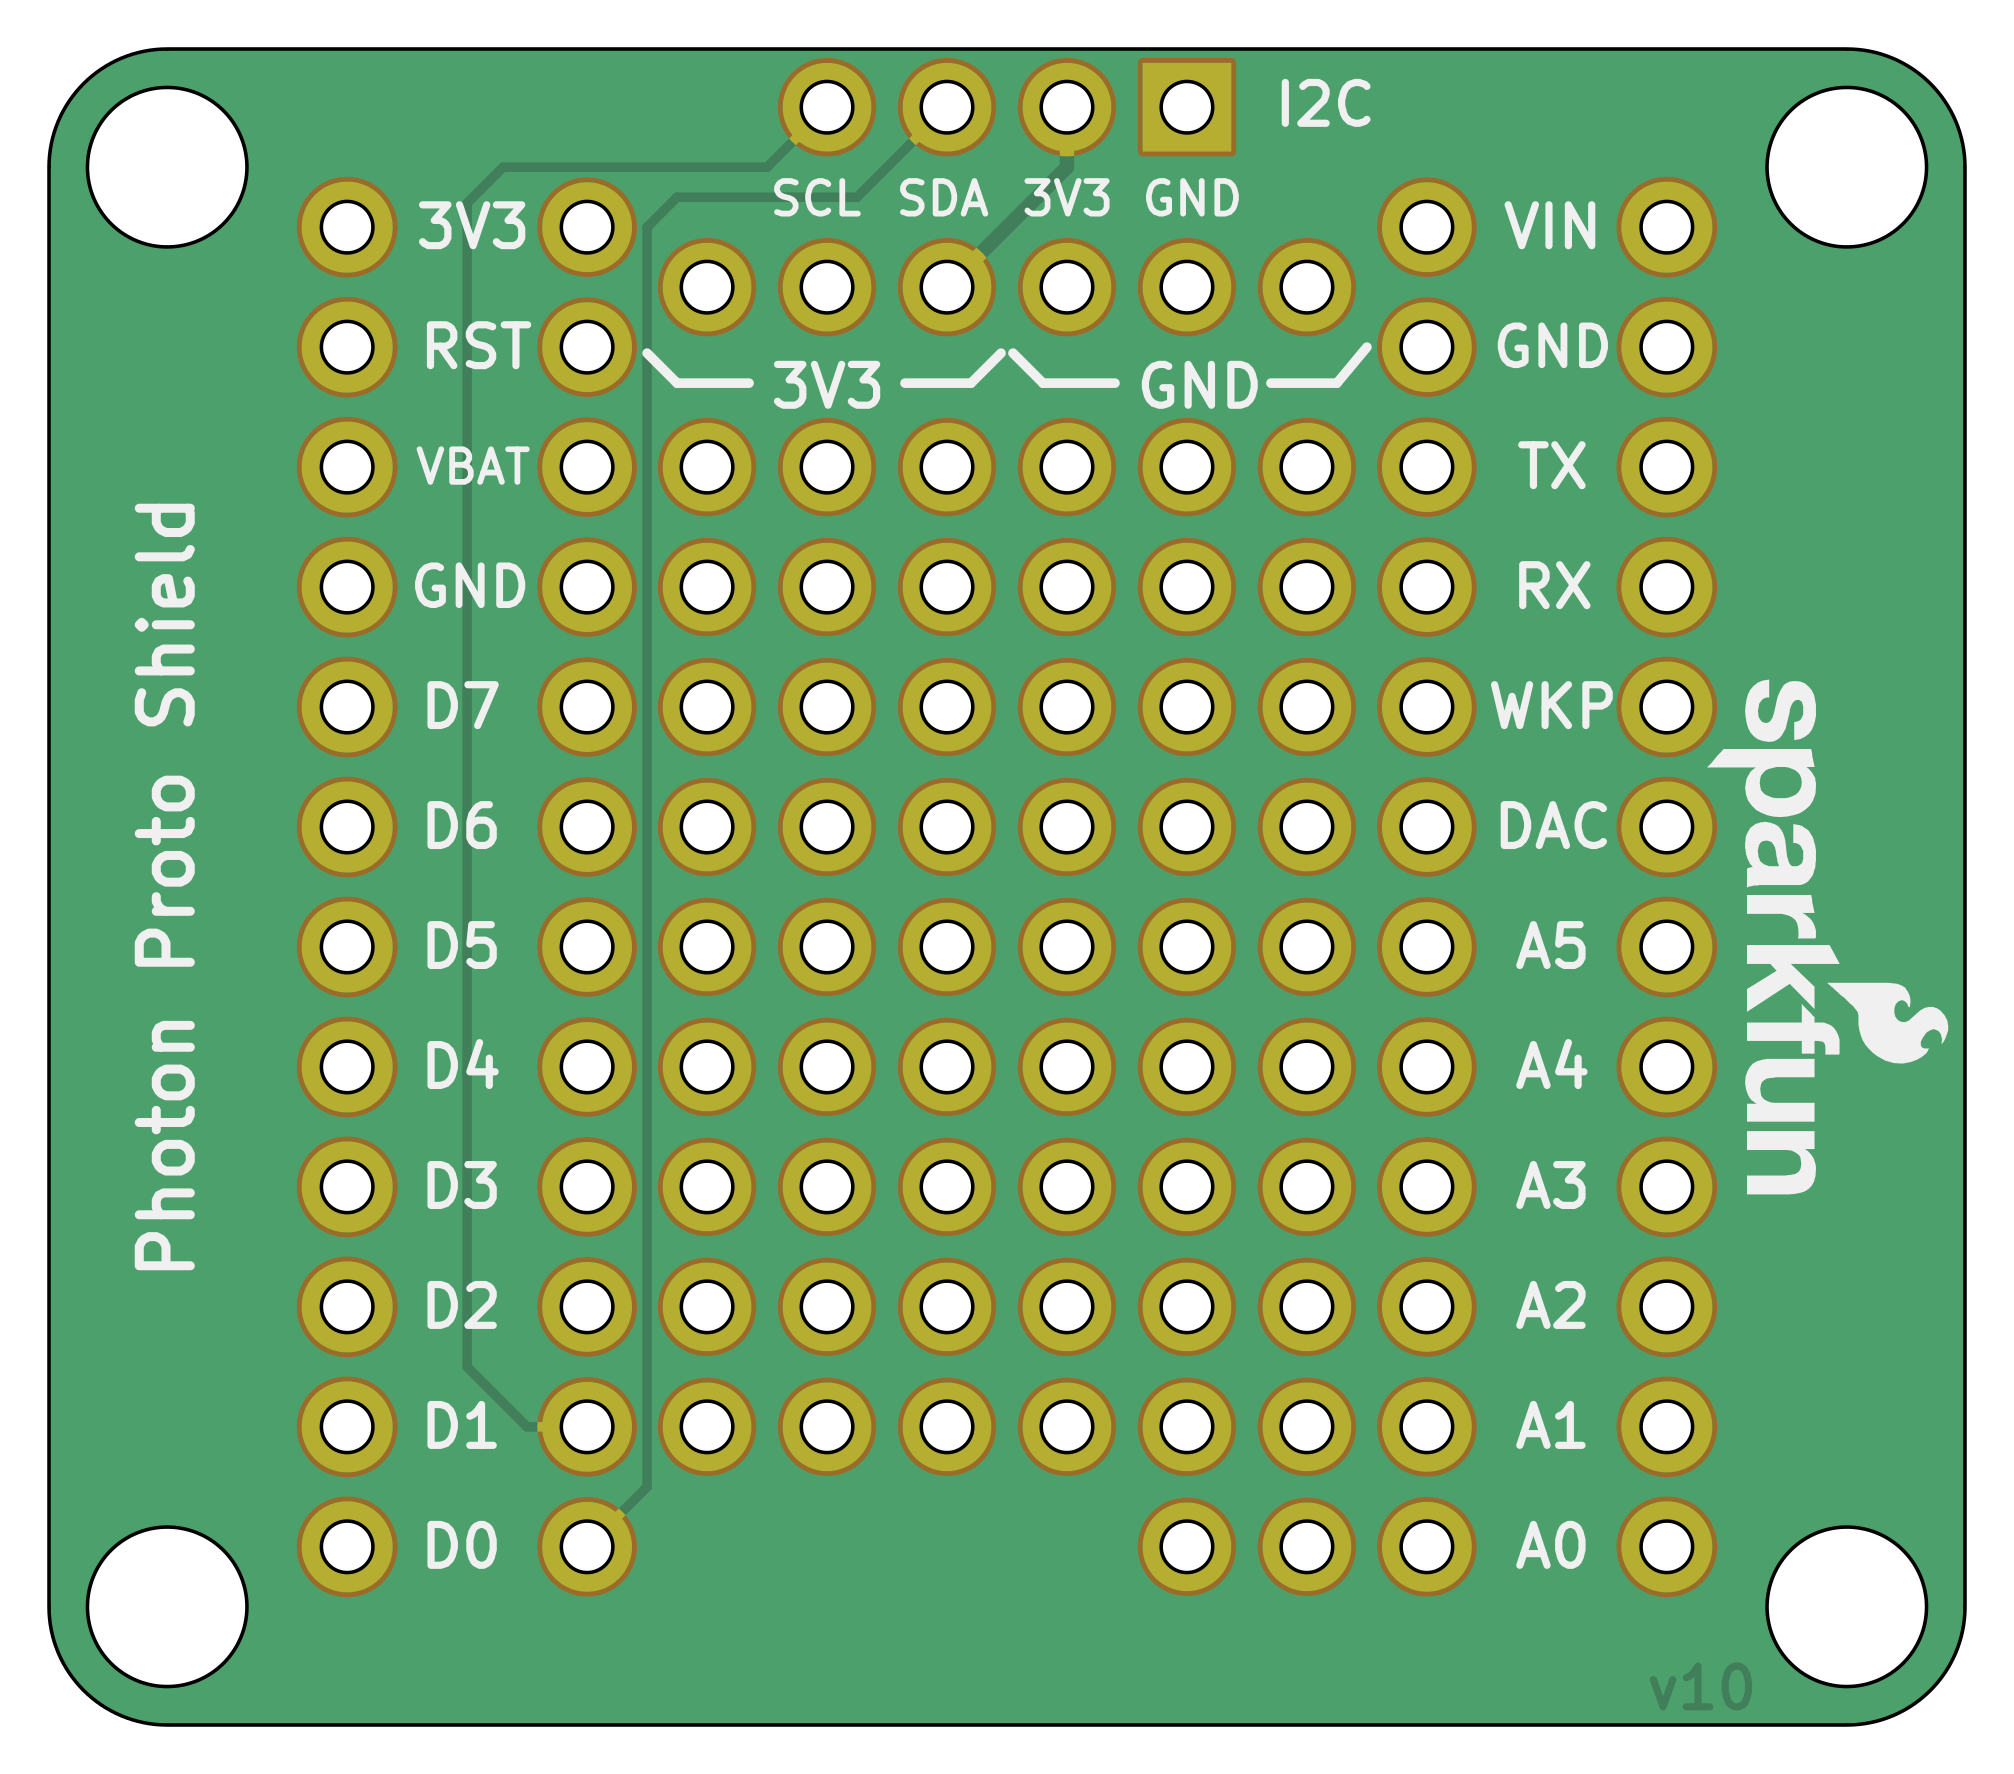 I2C
SCL SDA 3V3 GND
3V3 VIN
RST GND
3V3 GND
VBAT TX
GND RX
D7 WKP
D6 DAC
D5 A5
D4 A4
D3 A3
D2 A2
D1 A1
D0 A0
Photon Proto Shield
sparkfun
v10